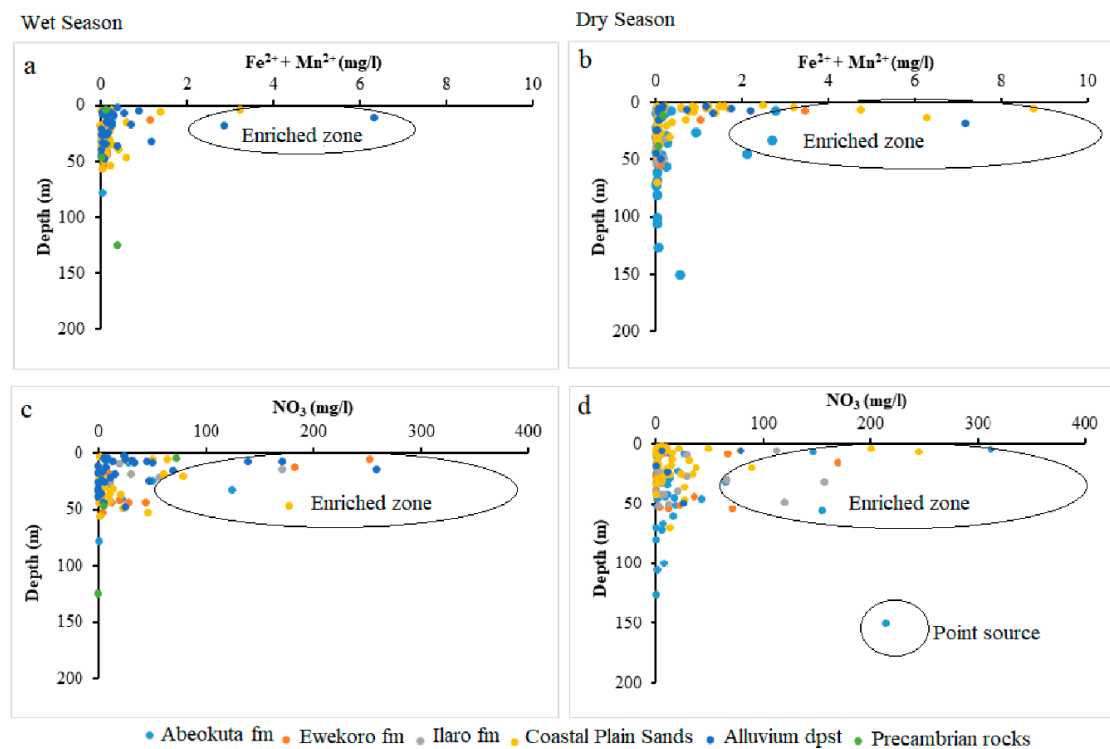 Wet Season
Dry Season
a
Fe²⁺ + Mn²⁺ (mg/l)
0 2 4 6 8 10
0
50
100
150
200
Depth (m)
Enriched zone
b
Fe²⁺ + Mn²⁺ (mg/l)
0 2 4 6 8 10
0
50
100
150
200
Depth (m)
Enriched zone
c
NO₃ (mg/l)
0 100 200 300 400
0
50
100
150
200
Depth (m)
Enriched zone
d
NO₃ (mg/l)
0 100 200 300 400
0
50
100
150
200
Depth (m)
Enriched zone
Point source
Abeokuta fm Ewekoro fm Ilaro fm Coastal Plain Sands Alluvium dpst Precambrian rocks